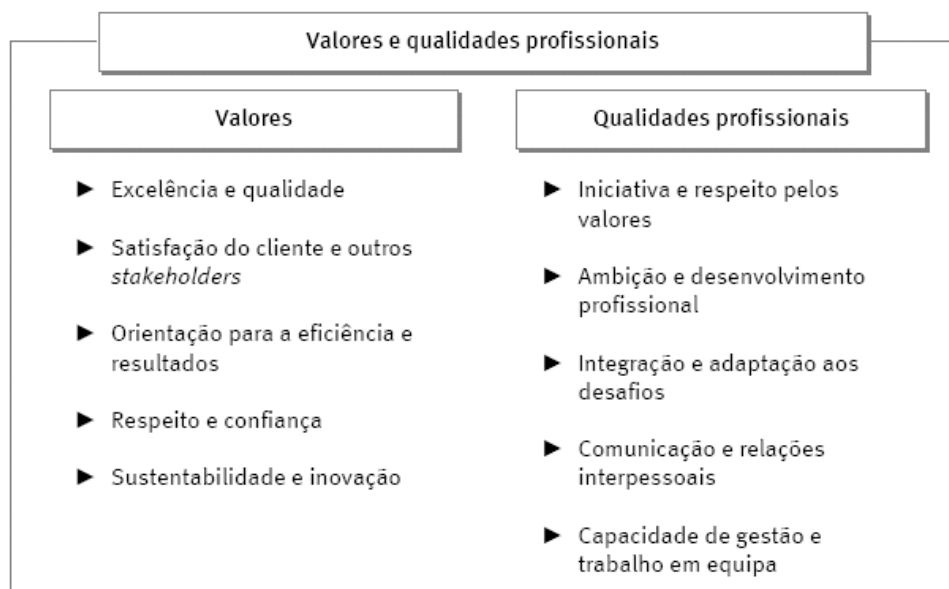 Valores e qualidades profissionais
Valores
Excelência e qualidade
Satisfação do cliente e outros
stakeholders
Orientação para a eficiência e
resultados
Respeito e confiança
Sustentabilidade e inovação
Qualidades profissionais
Iniciativa e respeito pelos
valores
Ambição e desenvolvimento
profissional
Integração e adaptação aos
desafios
Comunicação e relações
interpessoais
Capacidade de gestão e
trabalho em equipa